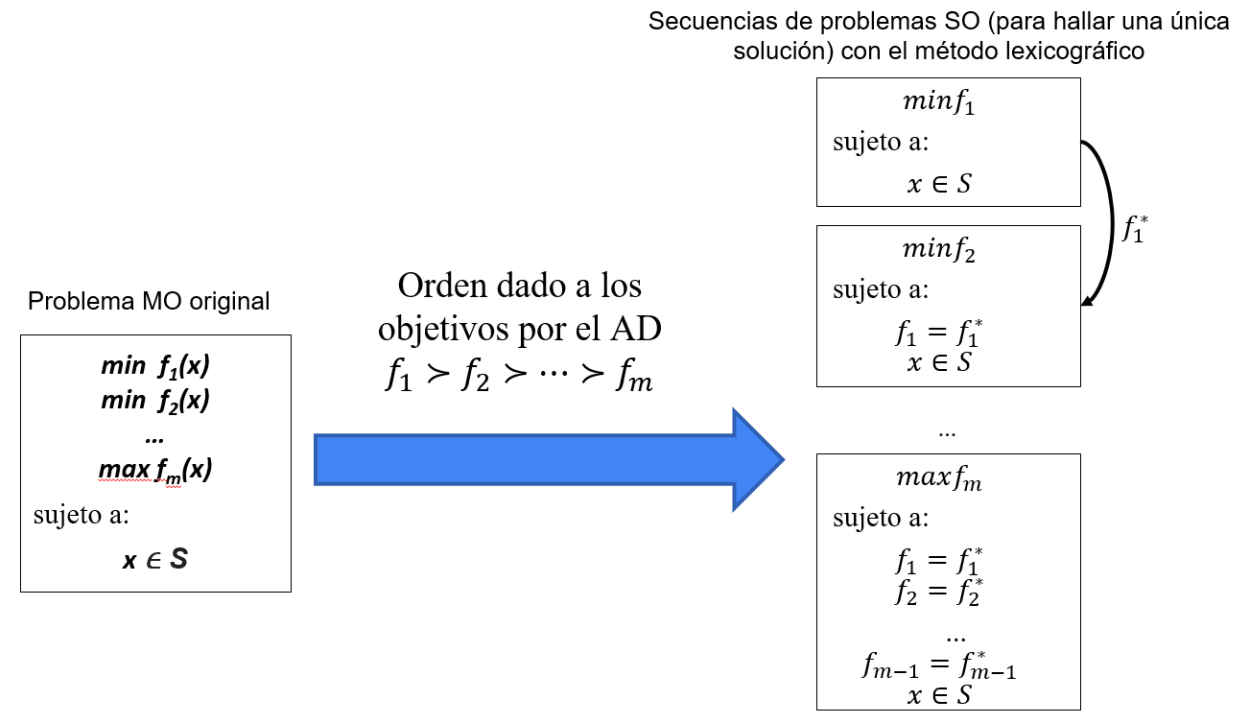 Secuencias de problemas SO (para hallar una única
solución) con el método lexicográfico
Problema MO original
min f₁(x)
min f₂(x)
...
max fₘ(x)
sujeto a:
x ∈ S
Orden dado a los
objetivos por el AD
f₁ ≻ f₂ ≻ ⋯ ≻ fₘ
minf₁
sujeto a:
x ∈ S
f₁*
minf₂
sujeto a:
f₁ = f₁*
x ∈ S
...
maxfₘ
sujeto a:
f₁ = f₁*
f₂ = f₂*
...
fₘ₋₁ = fₘ₋₁*
x ∈ S